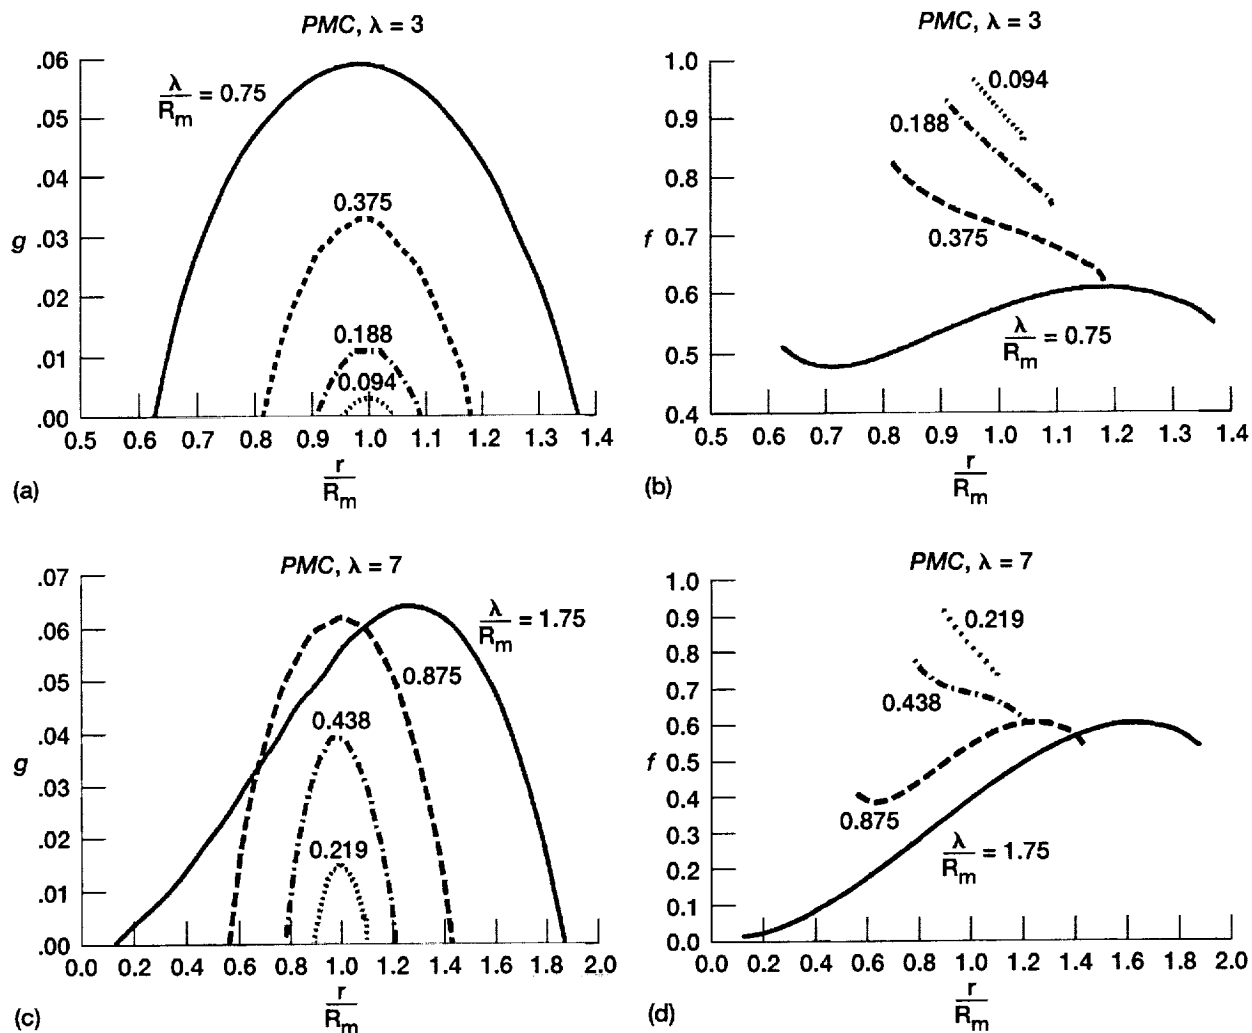 PMC, λ = 3
.06
.05
.04
.03
.02
.01
.00
g
λ/R_m = 0.75
0.375
0.188
0.094
0.5 0.6 0.7 0.8 0.9 1.0 1.1 1.2 1.3 1.4
r/R_m
(a)
PMC, λ = 3
1.0
0.9
0.8
0.7
0.6
0.5
0.4
f
0.094
0.188
0.375
λ/R_m = 0.75
0.5 0.6 0.7 0.8 0.9 1.0 1.1 1.2 1.3 1.4
r/R_m
(b)
PMC, λ = 7
.07
.06
.05
.04
.03
.02
.01
.00
g
λ/R_m = 1.75
0.875
0.438
0.219
0.0 0.2 0.4 0.6 0.8 1.0 1.2 1.4 1.6 1.8 2.0
r/R_m
(c)
PMC, λ = 7
1.0
0.9
0.8
0.7
0.6
0.5
0.4
0.3
0.2
0.1
0.0
f
0.219
0.438
0.875
λ/R_m = 1.75
0.0 0.2 0.4 0.6 0.8 1.0 1.2 1.4 1.6 1.8 2.0
r/R_m
(d)